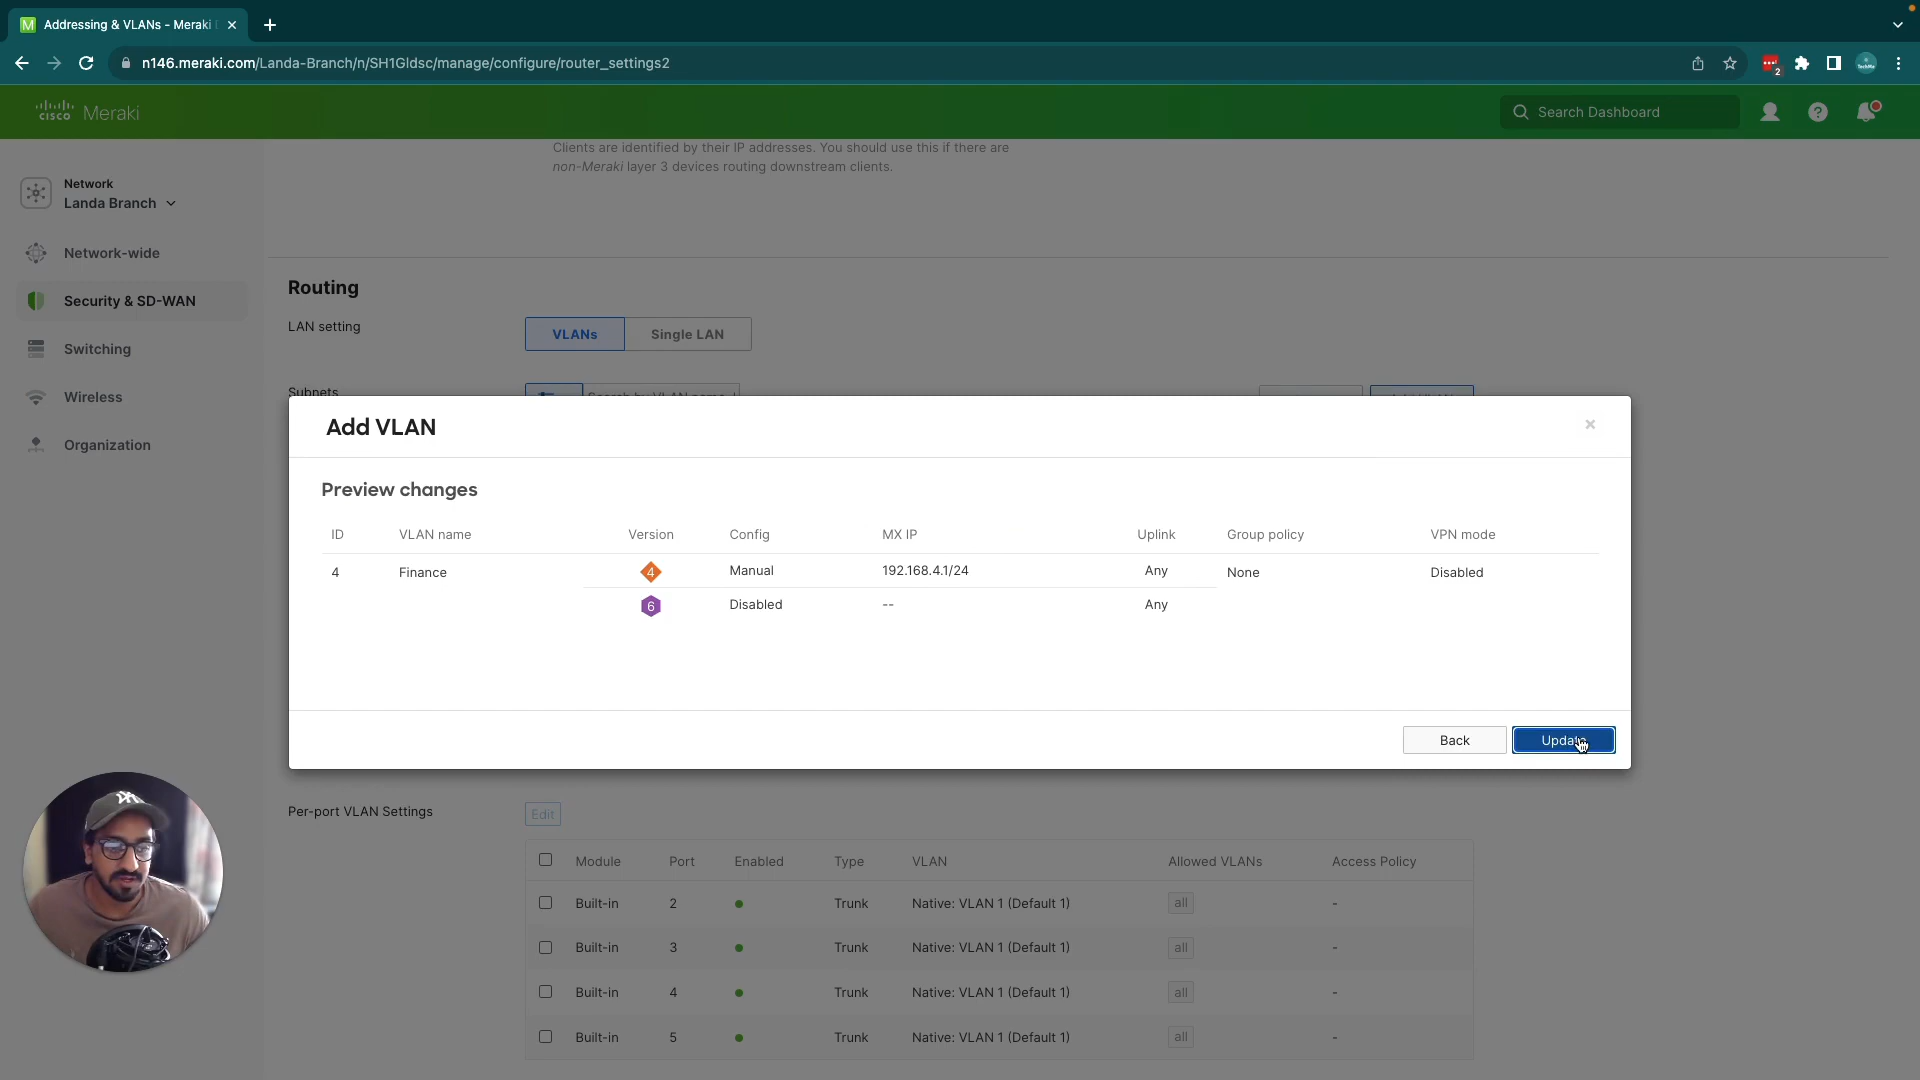 Addressing & VLANs - Meraki
n146.meraki.com/Landa-Branch/n/SH1Gldsc/manage/configure/router_settings2
2
CISCO Meraki
Search Dashboard
Clients are identified by their IP addresses. You should use this if there are
non-Meraki layer 3 devices routing downstream clients.
Network
Landa Branch
Network-wide
Security & SD-WAN
Switching
Wireless
Organization
Routing
LAN setting
VLANs Single LAN
Subnets
Search by VLAN name,
Add VLAN
Preview changes
ID VLAN name Version Config MX IP Uplink Group policy VPN mode
4 Finance 4 Manual 192.168.4.1/24 Any None Disabled
6 Disabled -- Any
Back Update
Per-port VLAN Settings
Edit
Module Port Enabled Type VLAN Allowed VLANs Access Policy
Built-in 2 Trunk Native: VLAN 1 (Default 1) all -
Built-in 3 Trunk Native: VLAN 1 (Default 1) all -
Built-in 4 Trunk Native: VLAN 1 (Default 1) all -
Built-in 5 Trunk Native: VLAN 1 (Default 1) all -